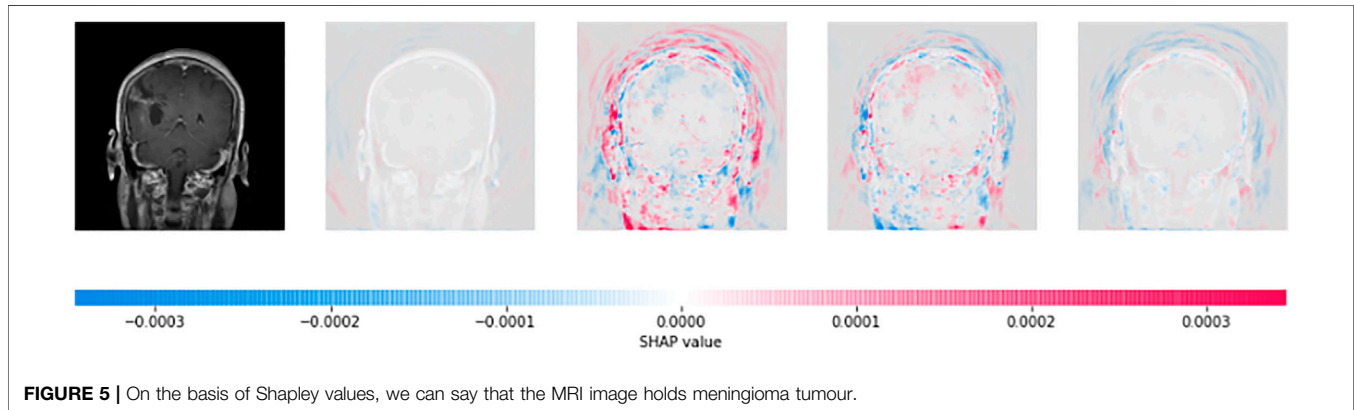 −0.0003 −0.0002 −0.0001 0.0000 0.0001 0.0002 0.0003
SHAP value
FIGURE 5 | On the basis of Shapley values, we can say that the MRI image holds meningioma tumour.